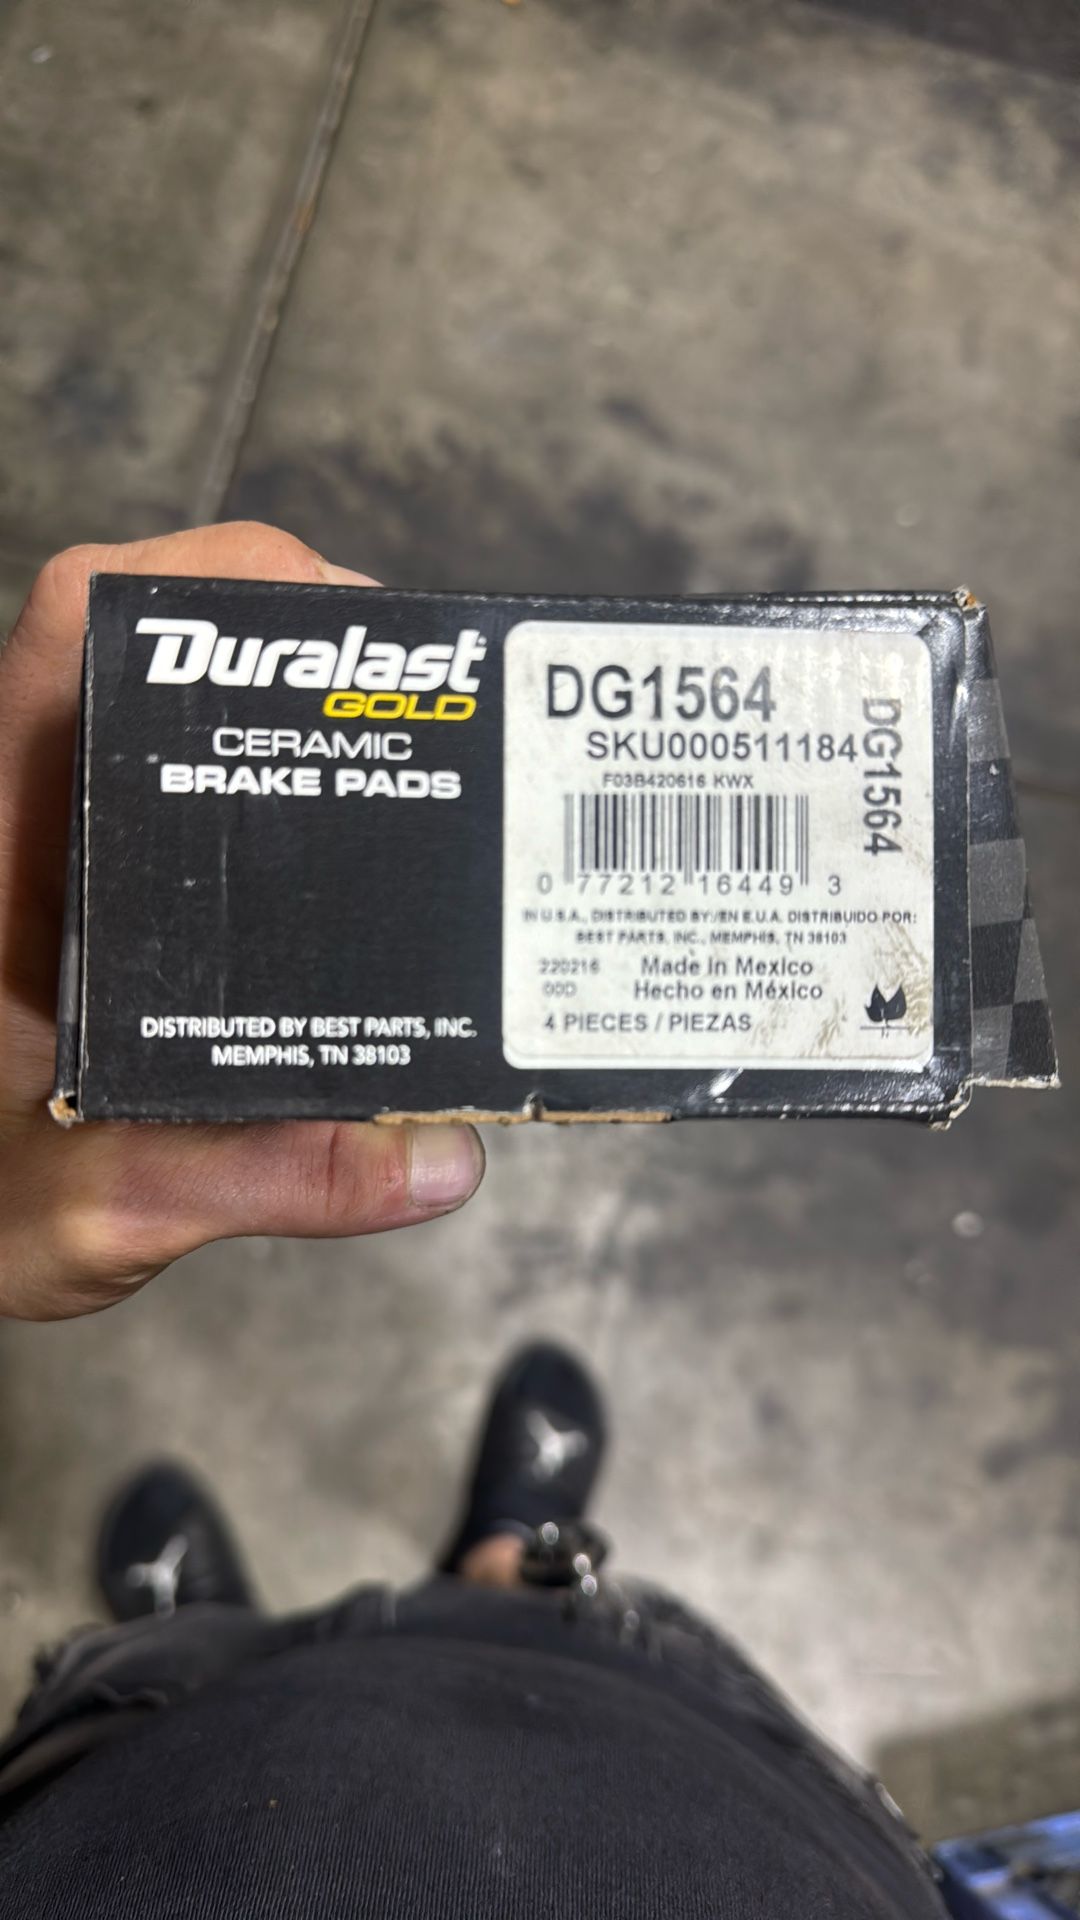 Duralast
GOLD
CERAMIC
BRAKE PADS
DISTRIBUTED BY BEST PARTS, INC.
MEMPHIS, TN 38103
DG1564
SKU000511184
F03B420616 KWX
0 77212 16449 3
IN U.S.A., DISTRIBUTED BY:/EN E.U.A. DISTRIBUIDO POR:
BEST PARTS, INC., MEMPHIS, TN 38103
220216 Made in Mexico
00D Hecho en México
4 PIECES / PIEZAS
DG1564